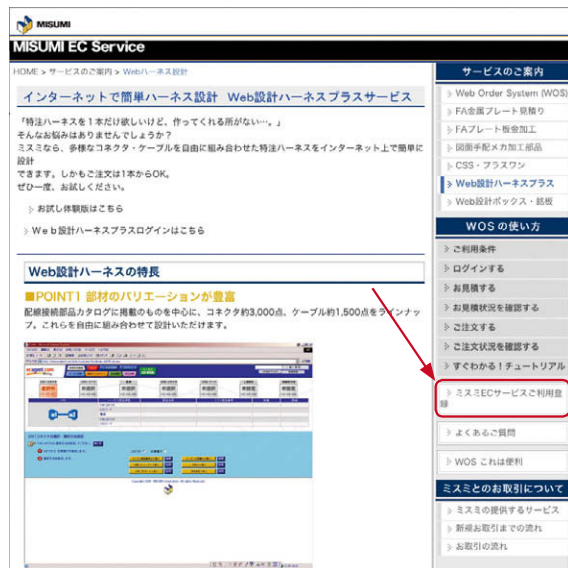 MISUMI
MISUMI EC Service
HOME > サービスのご案内 > Webハーネス設計
インターネットで簡単ハーネス設計 Web設計ハーネスプラスサービス
「特注ハーネスを1本だけ欲しいけど、作ってくれる所がない…。」
そんなお悩みはありませんでしょうか？
ミスミなら、多様なコネクタ・ケーブルを自由に組み合わせた特注ハーネスをインターネット上で簡単に
設計
できます。しかもご注文は1本からOK。
ぜひ一度、お試しください。
お試し体験版はこちら
Web設計ハーネスプラスログインはこちら
Web設計ハーネスの特長
■POINT1 部材のバリエーションが豊富
配線接続部品カタログに掲載のものを中心に、コネクタ約3,000点、ケーブル約1,500点をラインナッ
プ。これらを自由に組み合わせて設計いただけます。
サービスのご案内
Web Order System (WOS)
FA金属プレート見積り
FAプレート板金加工
図面手配メカ加工部品
CSS・プラスワン
Web設計ハーネスプラス
Web設計ボックス・銘板
WOSの使い方
ご利用条件
ログインする
お見積する
お見積状況を確認する
ご注文する
ご注文状況を確認する
すぐわかる！チュートリアル
ミスミECサービスご利用登
録
よくあるご質問
WOS これは便利
ミスミとのお取引について
ミスミの提供するサービス
新規お取引までの流れ
お取引の流れ